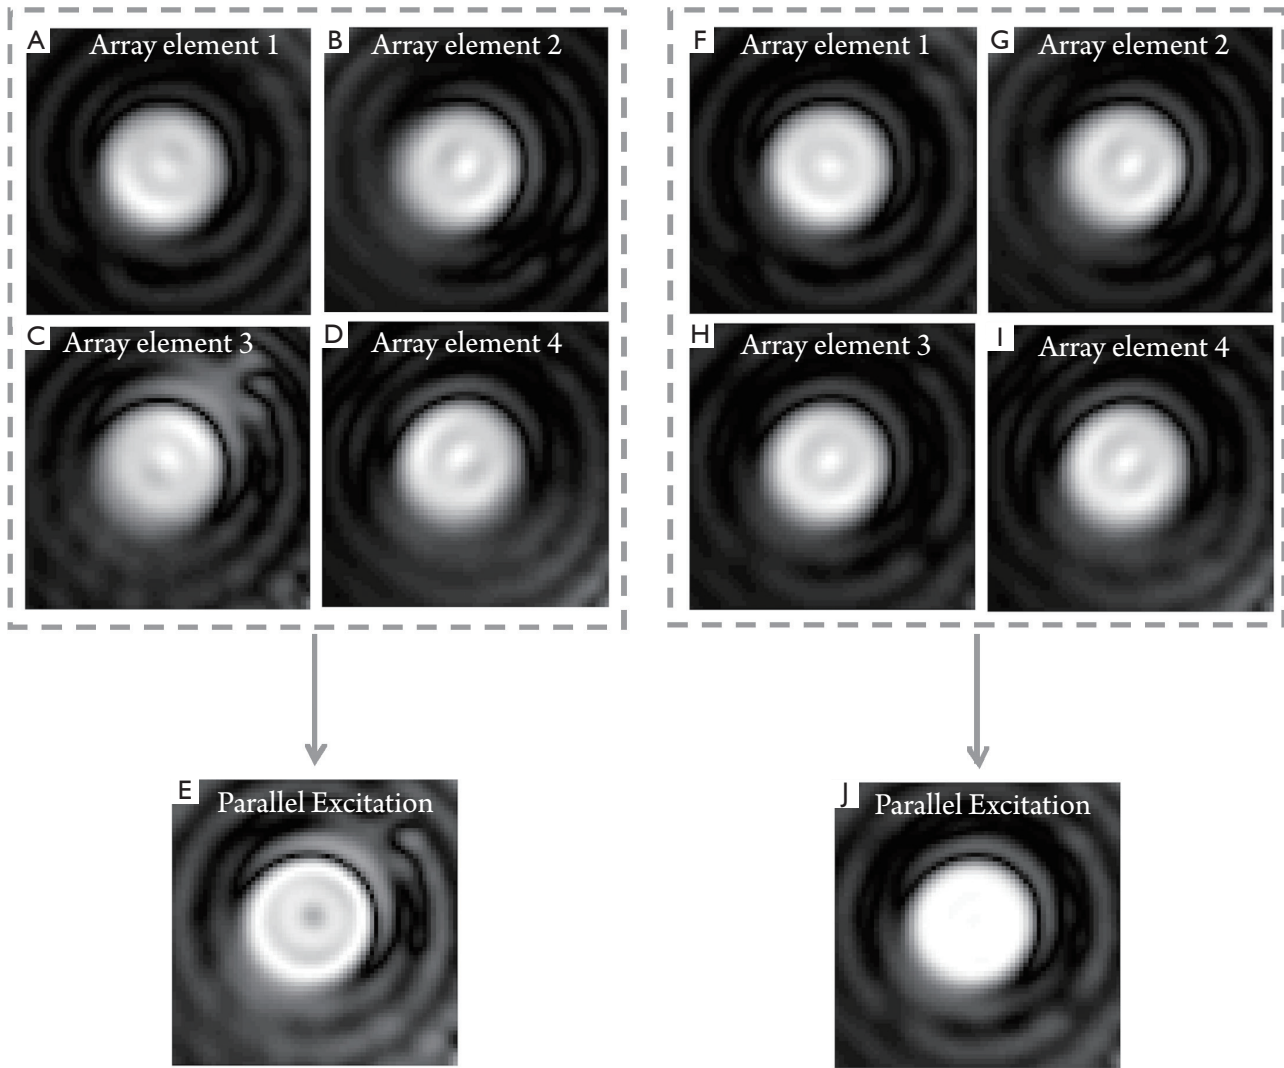 A Array element 1
B Array element 2
F Array element 1
G Array element 2
C Array element 3
D Array element 4
H Array element 3
I Array element 4
E Parallel Excitation
J Parallel Excitation